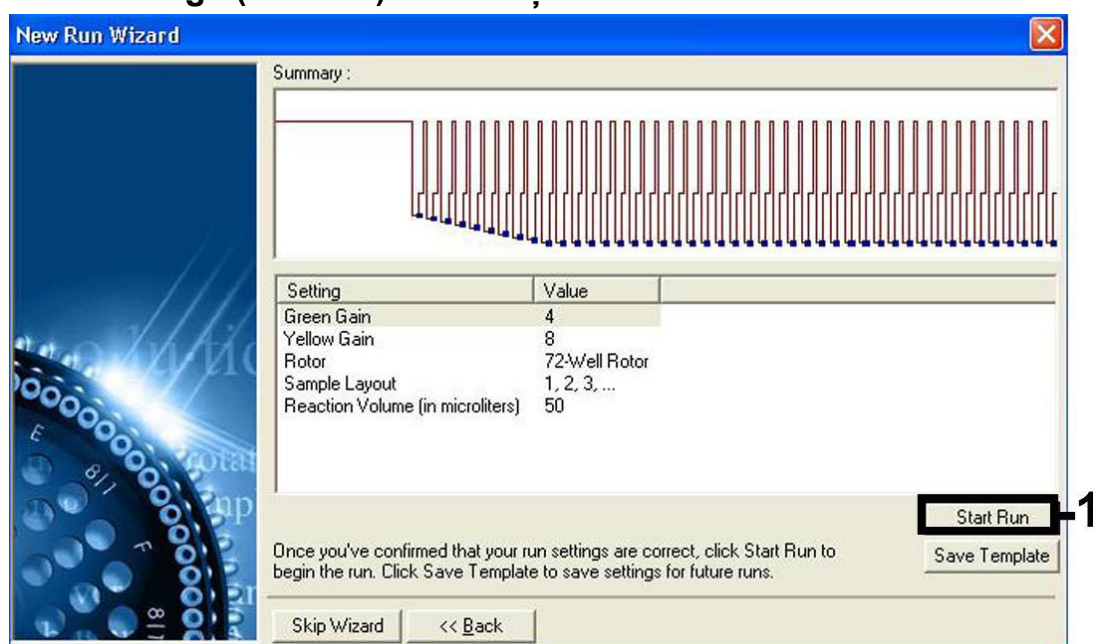 New Run Wizard
Summary :
Setting Value
Green Gain 4
Yellow Gain 8
Rotor 72-Well Rotor
Sample Layout 1, 2, 3, ...
Reaction Volume (in microliters) 50
Start Run
1
Once you've confirmed that your run settings are correct, click Start Run to
begin the run. Click Save Template to save settings for future runs.
Save Template
Skip Wizard << Back